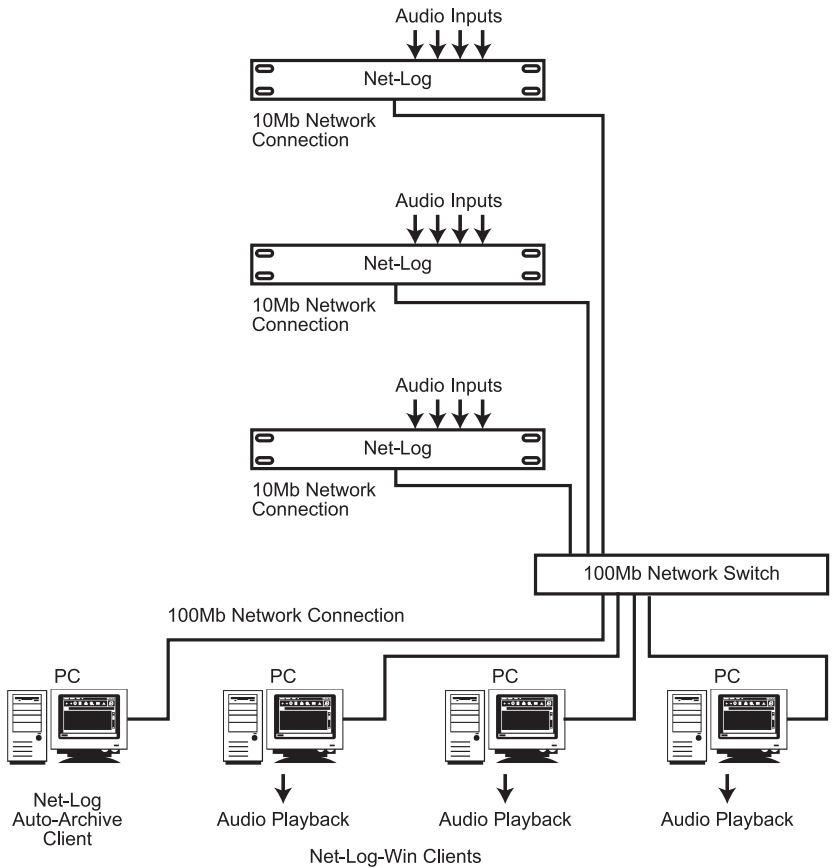 Audio Inputs
Net-Log
10Mb Network
Connection
Audio Inputs
Net-Log
10Mb Network
Connection
Audio Inputs
Net-Log
10Mb Network
Connection
100Mb Network Switch
100Mb Network Connection
PC
PC
PC
PC
Net-Log
Auto-Archive
Client
Audio Playback
Audio Playback
Audio Playback
Net-Log-Win Clients